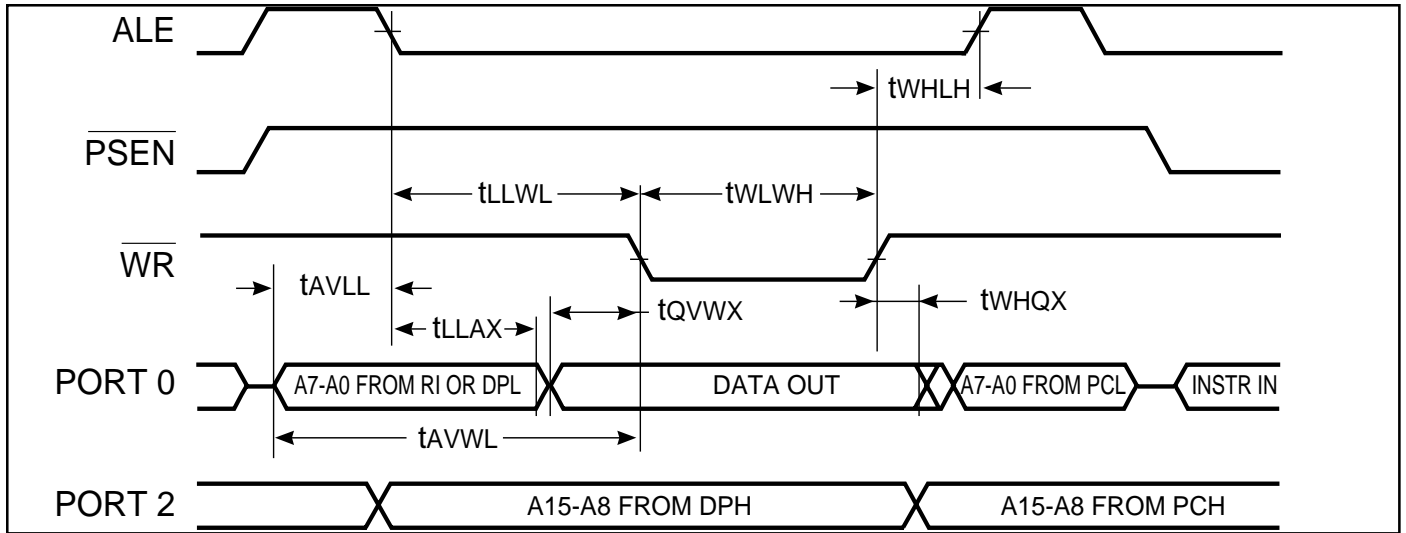 ALE
tWHLH
PSEN
tLLWL
tWLWH
WR
tAVLL
tQVWX
tWHQX
tLLAX
PORT 0
A7-A0 FROM RI OR DPL
DATA OUT
A7-A0 FROM PCL
INSTR IN
tAVWL
PORT 2
A15-A8 FROM DPH
A15-A8 FROM PCH